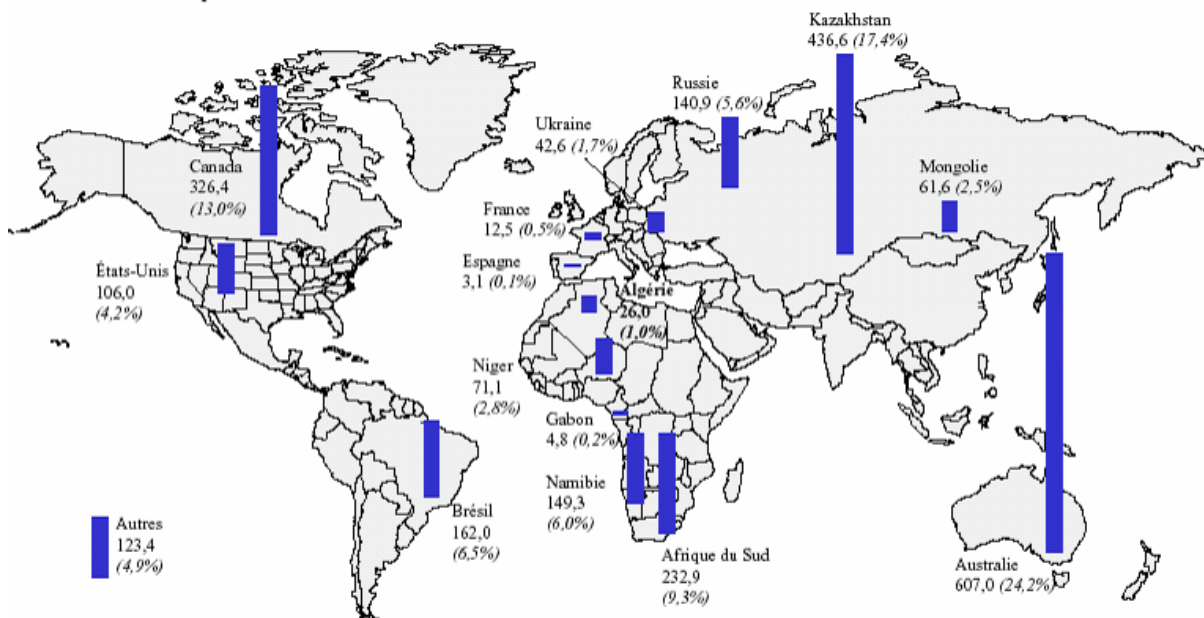 Kazakhstan
436,6 (17,4%)
Russie
140,9 (5,6%)
Ukraine
42,6 (1,7%)
Canada
326,4
(13,0%)
Mongolie
61,6 (2,5%)
France
12,5 (0,5%)
Espagne
3,1 (0,1%)
États-Unis
106,0
(4,2%)
Algérie
26,0
(1,0%)
Niger
71,1
(2,8%)
Gabon
4,8 (0,2%)
Namibie
149,3
(6,0%)
Brésil
162,0
(6,5%)
Autres
123,4
(4,9%)
Afrique du Sud
232,9
(9,3%)
Australie
607,0 (24,2%)